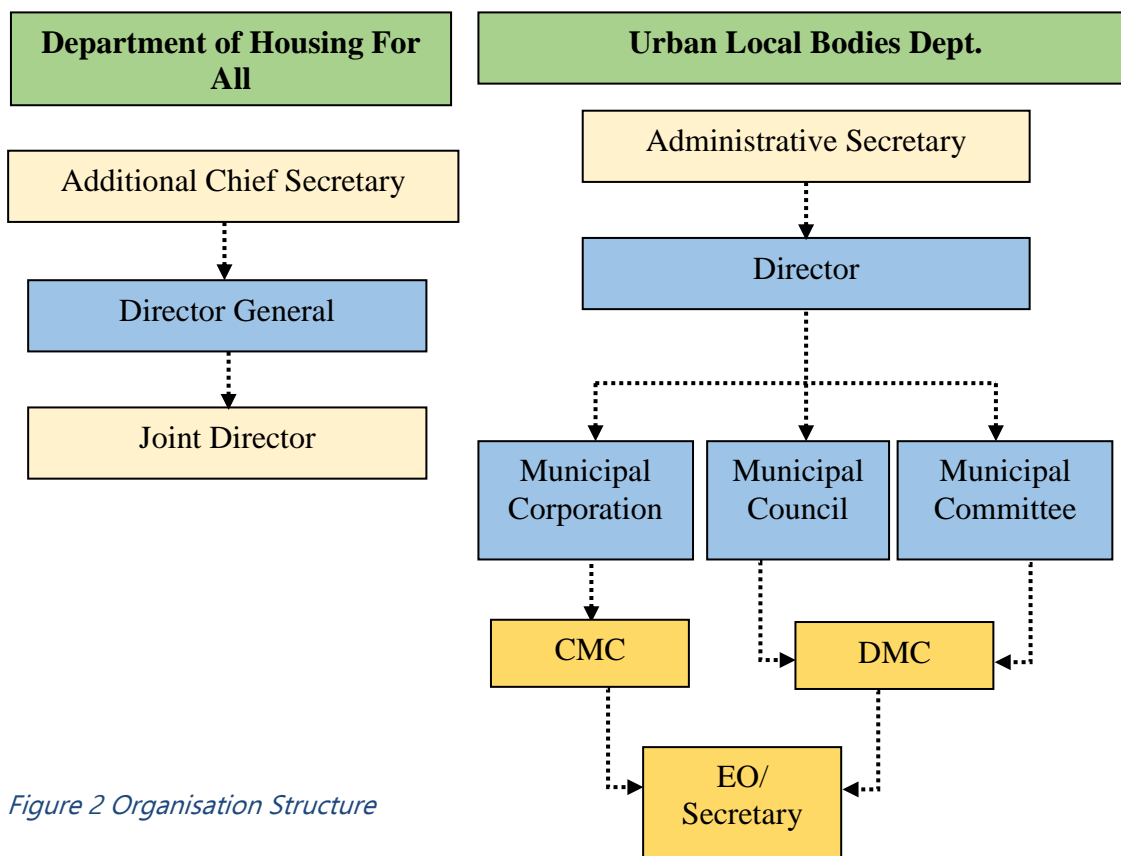 Department of Housing For
All
Additional Chief Secretary
Director General
Joint Director
Urban Local Bodies Dept.
Administrative Secretary
Director
Municipal
Corporation
Municipal
Council
Municipal
Committee
CMC
DMC
EO/
Secretary
Figure 2 Organisation Structure